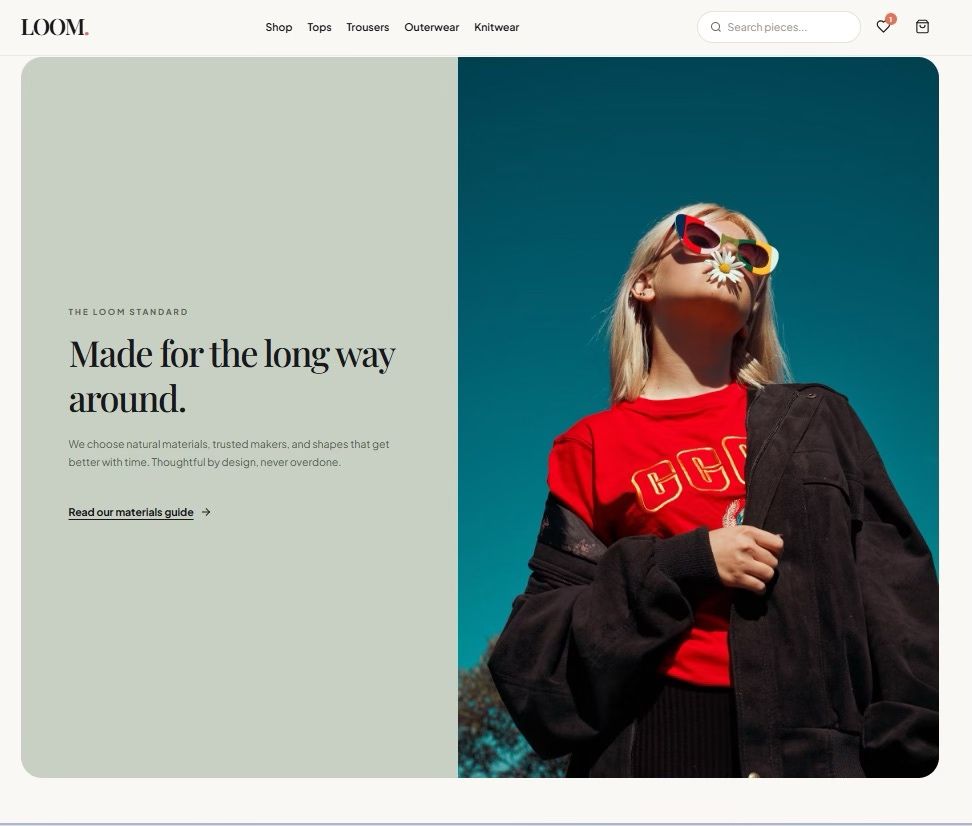 LOOM.
Shop Tops Trousers Outerwear Knitwear
Search pieces...
1
THE LOOM STANDARD
Made for the long way
around.
We choose natural materials, trusted makers, and shapes that get
better with time. Thoughtful by design, never overdone.
Read our materials guide →